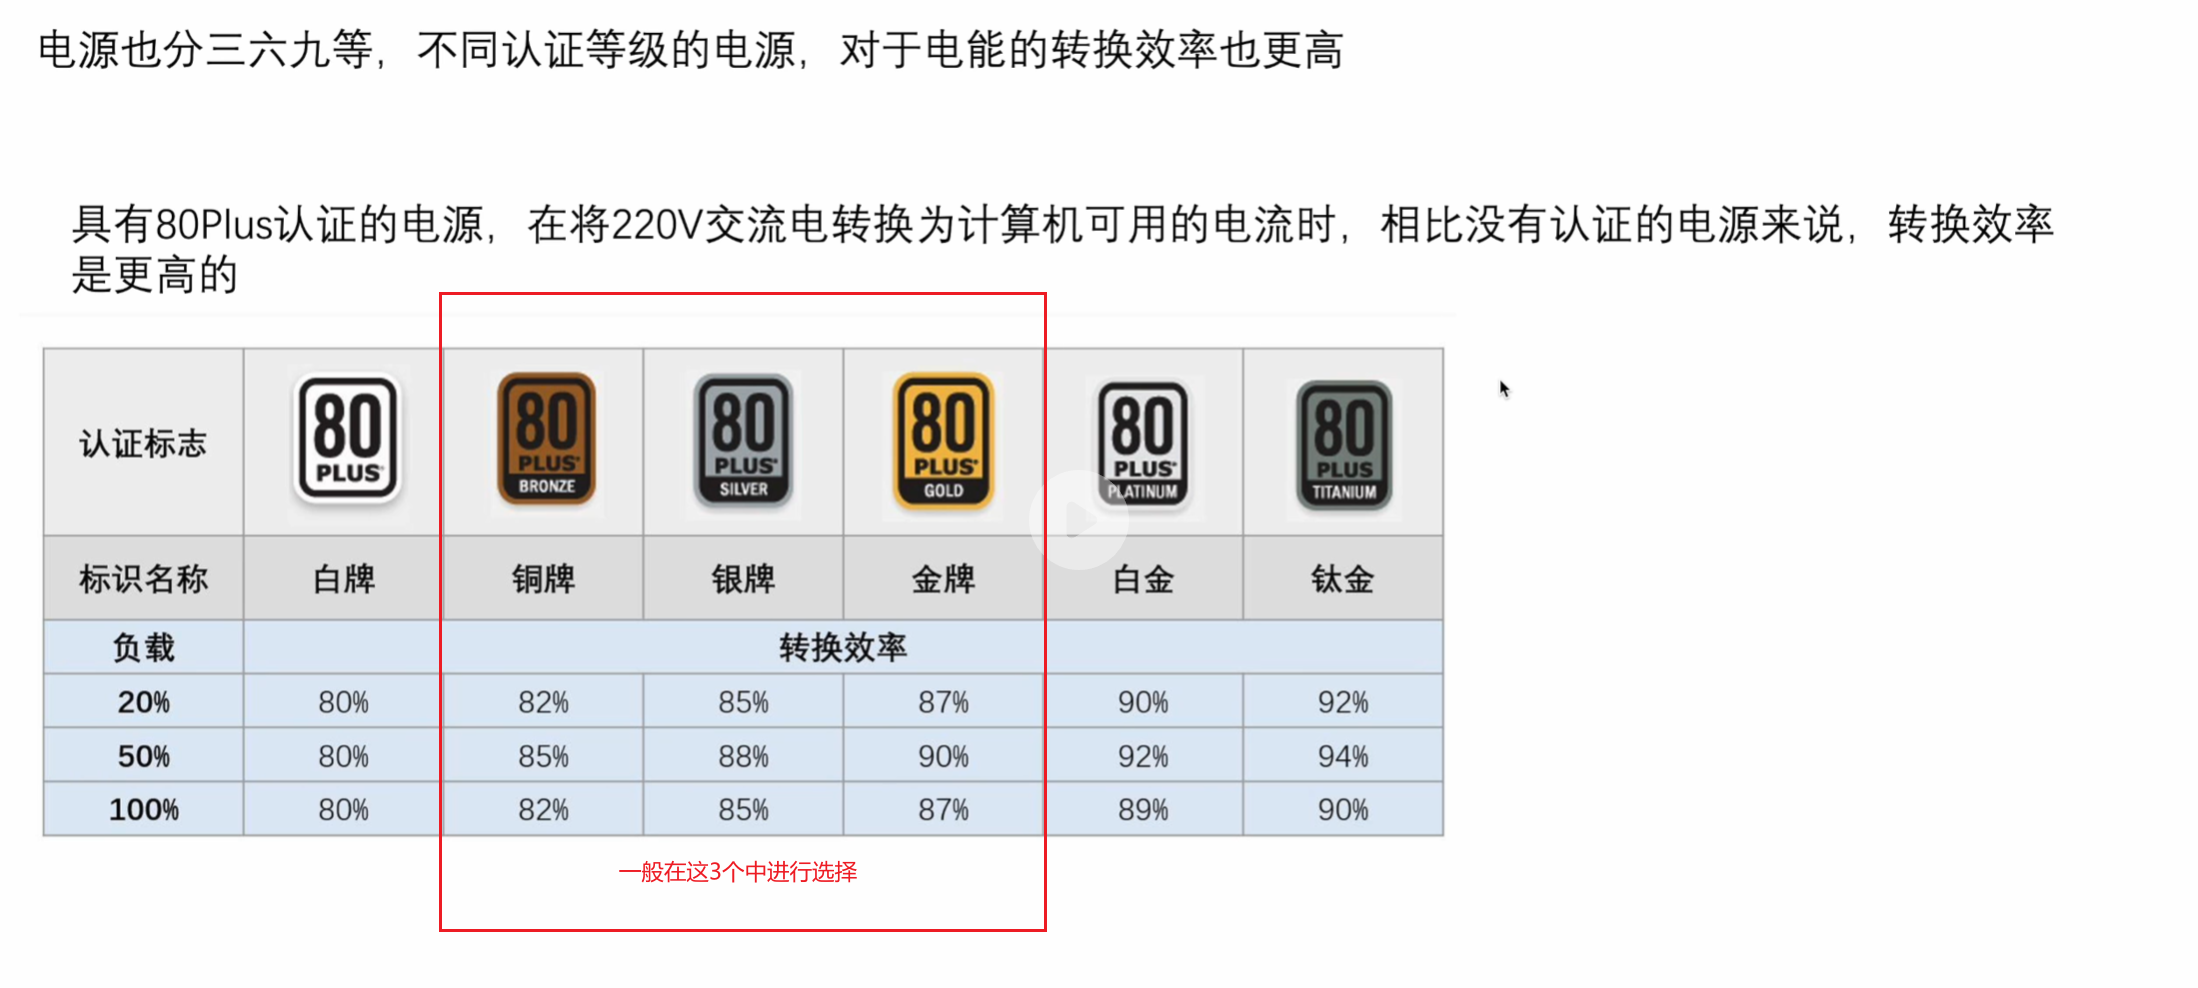 电源也分三六九等，不同认证等级的电源，对于电能的转换效率也更高
具有80Plus认证的电源，在将220V交流电转换为计算机可用的电流时，相比没有认证的电源来说，转换效率
是更高的
认证标志 80 PLUS 80 PLUS BRONZE 80 PLUS SILVER 80 PLUS GOLD 80 PLUS PLATINUM 80 PLUS TITANIUM
标识名称 白牌 铜牌 银牌 金牌 白金 钛金
负载 转换效率
20% 80% 82% 85% 87% 90% 92%
50% 80% 85% 88% 90% 92% 94%
100% 80% 82% 85% 87% 89% 90%
一般在这3个中进行选择